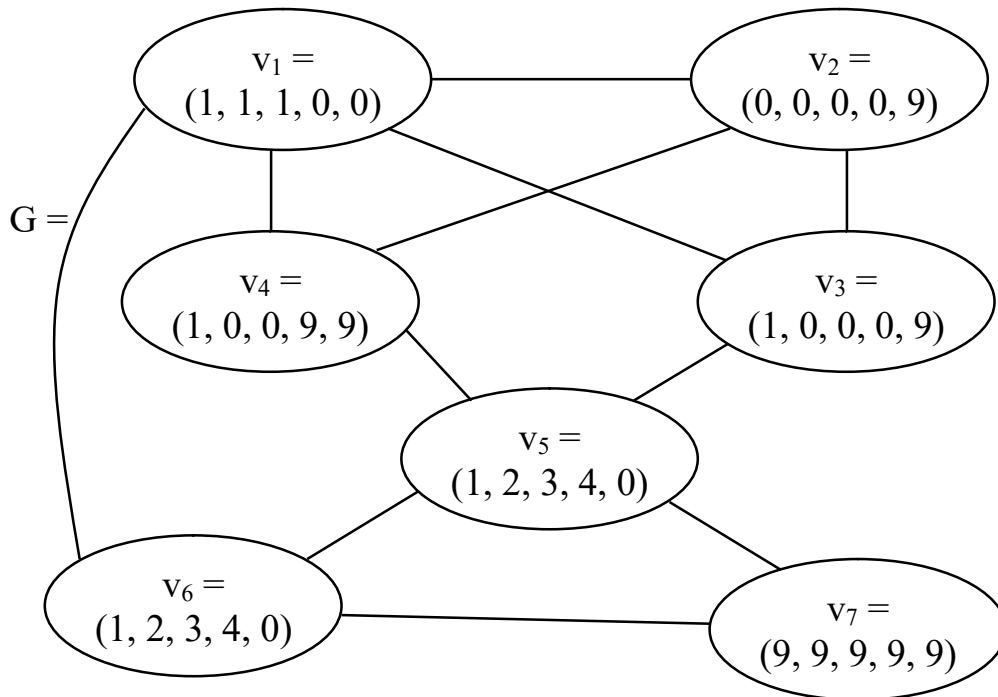 v₁ =
(1, 1, 1, 0, 0)
v₂ =
(0, 0, 0, 0, 9)
G =
v₄ =
(1, 0, 0, 9, 9)
v₃ =
(1, 0, 0, 0, 9)
v₅ =
(1, 2, 3, 4, 0)
v₆ =
(1, 2, 3, 4, 0)
v₇ =
(9, 9, 9, 9, 9)